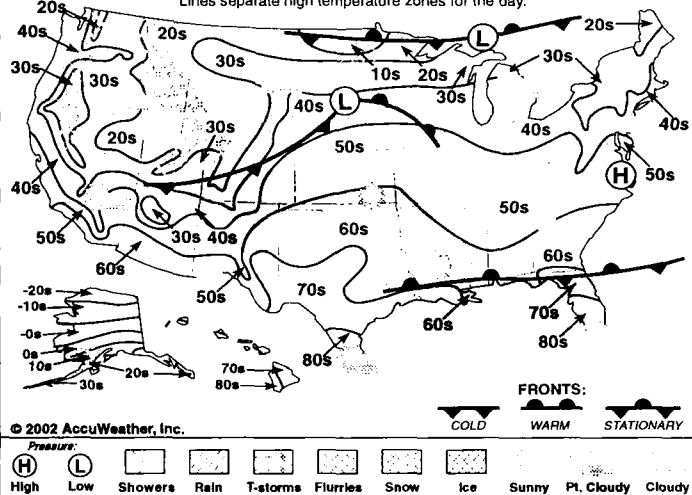 Lines separate high temperature zones for the day.
20s
40s
20s
20s
30s
30s
30s
10s
20s
30s
30s
L
L
40s
30s
20s
50s
40s
40s
50s
H
40s
50s
30s
40s
60s
50s
60s
50s
60s
70s
60s
70s
80s
80s
-20s
-10s
-0s
0s
10s
20s
30s
70s
80s
FRONTS:
COLD WARM STATIONARY
© 2002 AccuWeather, Inc.
Pressure:
H L
High Low Showers Rain T-storms Flurries Snow Ice Sunny Pt. Cloudy Cloudy